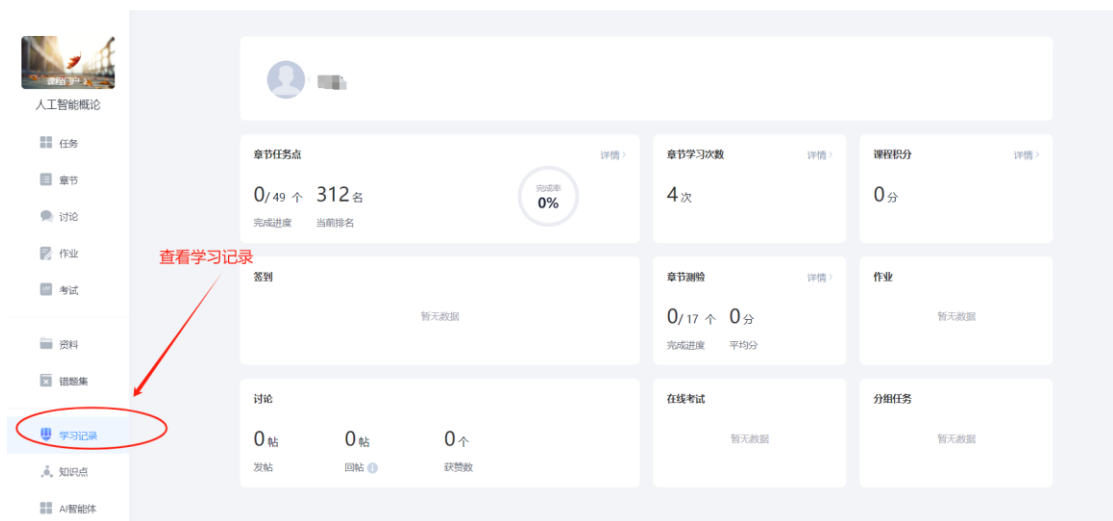 课程门户
人工智能概论
任务
章节
讨论
作业
考试
资料
错题集
学习记录
知识点
AI智能体
查看学习记录
章节任务点
详情
0/ 49 个
312 名
完成进度
当前排名
完成率
0%
章节学习次数
详情
4 次
课程积分
详情
0 分
签到
暂无数据
章节测验
详情
0/ 17 个
0 分
完成进度
平均分
作业
暂无数据
讨论
0 帖
0 帖
0 个
发帖
回帖
获赞数
在线考试
暂无数据
分组任务
暂无数据